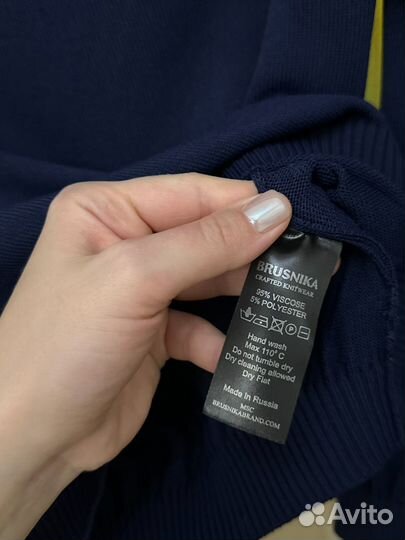 BRUSNIKA
CRAFTED KNITWEAR
95% VISCOSE
5% POLYESTER
Hand wash
Max 110° C
Do not tumble dry
Dry cleaning allowed
Dry Flat
Made in Russia
MSC
BRUSNIKABRAND.COM
Avito